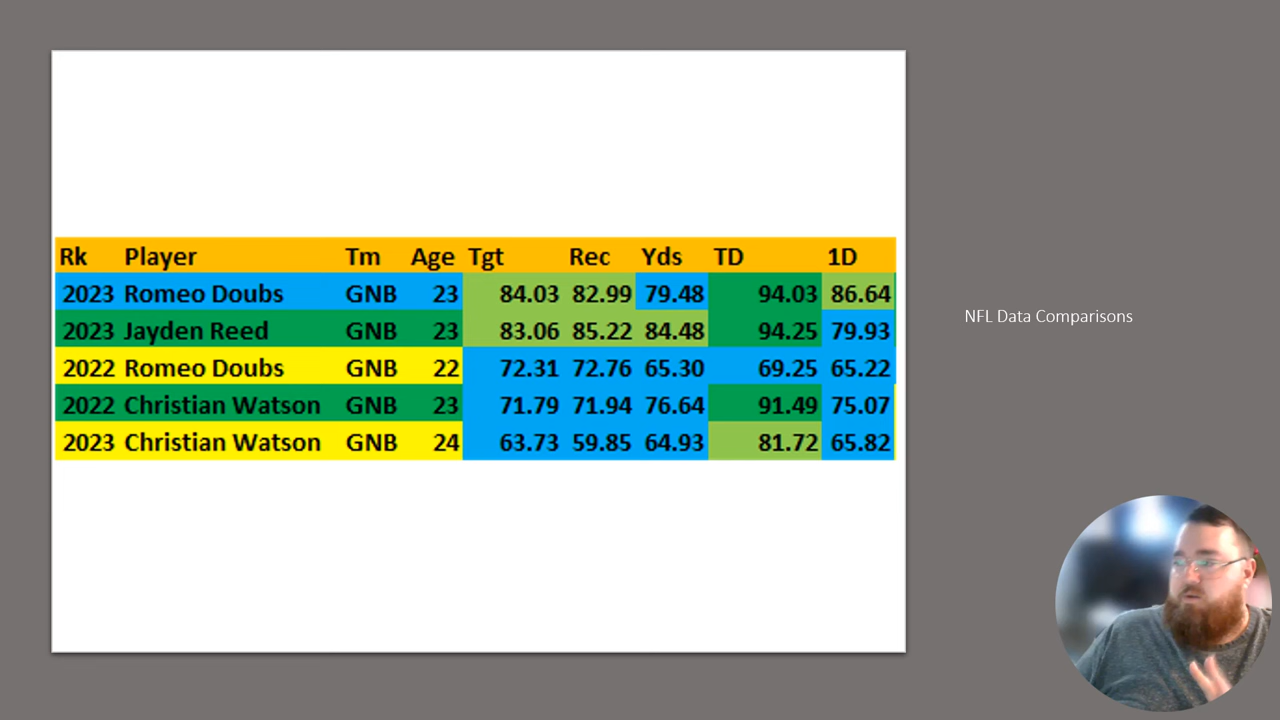 Rk Player Tm Age Tgt Rec Yds TD 1D
2023 Romeo Doubs GNB 23 84.03 82.99 79.48 94.03 86.64
2023 Jayden Reed GNB 23 83.06 85.22 84.48 94.25 79.93
2022 Romeo Doubs GNB 22 72.31 72.76 65.30 69.25 65.22
2022 Christian Watson GNB 23 71.79 71.94 76.64 91.49 75.07
2023 Christian Watson GNB 24 63.73 59.85 64.93 81.72 65.82
NFL Data Comparisons